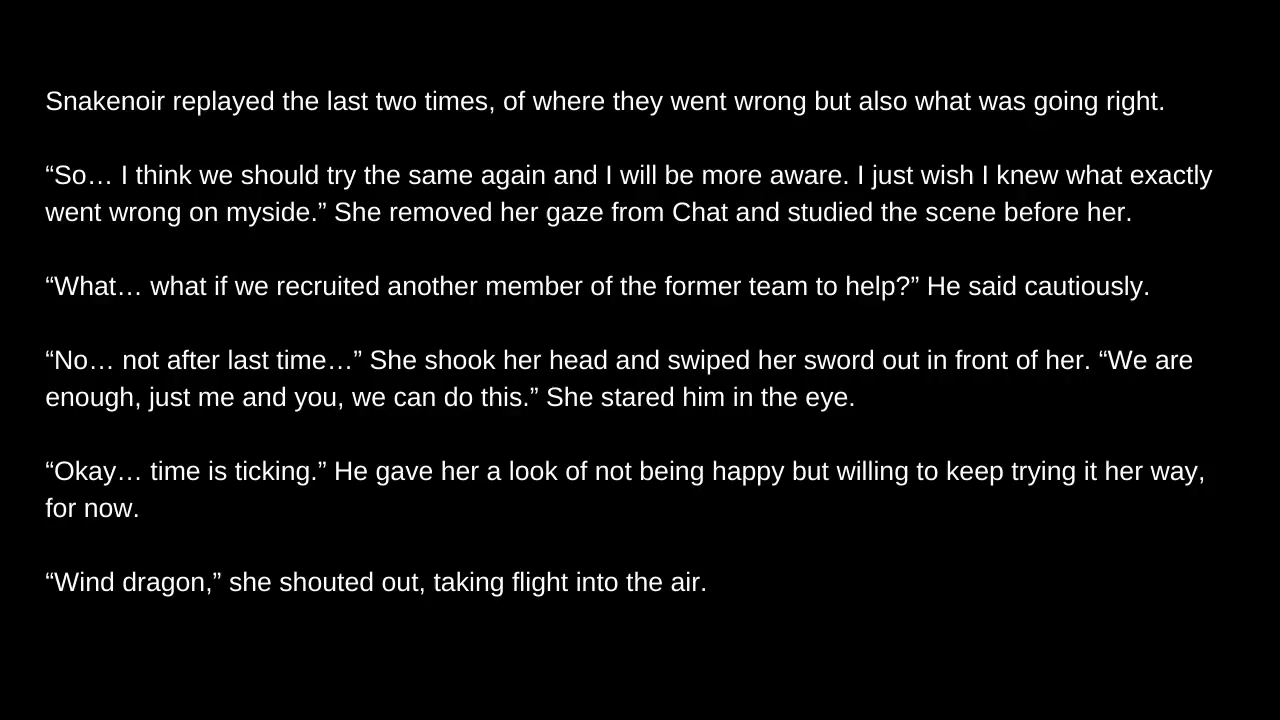 Snakenoir replayed the last two times, of where they went wrong but also what was going right.
“So… I think we should try the same again and I will be more aware. I just wish I knew what exactly
went wrong on myside.” She removed her gaze from Chat and studied the scene before her.
“What… what if we recruited another member of the former team to help?” He said cautiously.
“No… not after last time…” She shook her head and swiped her sword out in front of her. “We are
enough, just me and you, we can do this.” She stared him in the eye.
“Okay… time is ticking.” He gave her a look of not being happy but willing to keep trying it her way,
for now.
“Wind dragon,” she shouted out, taking flight into the air.